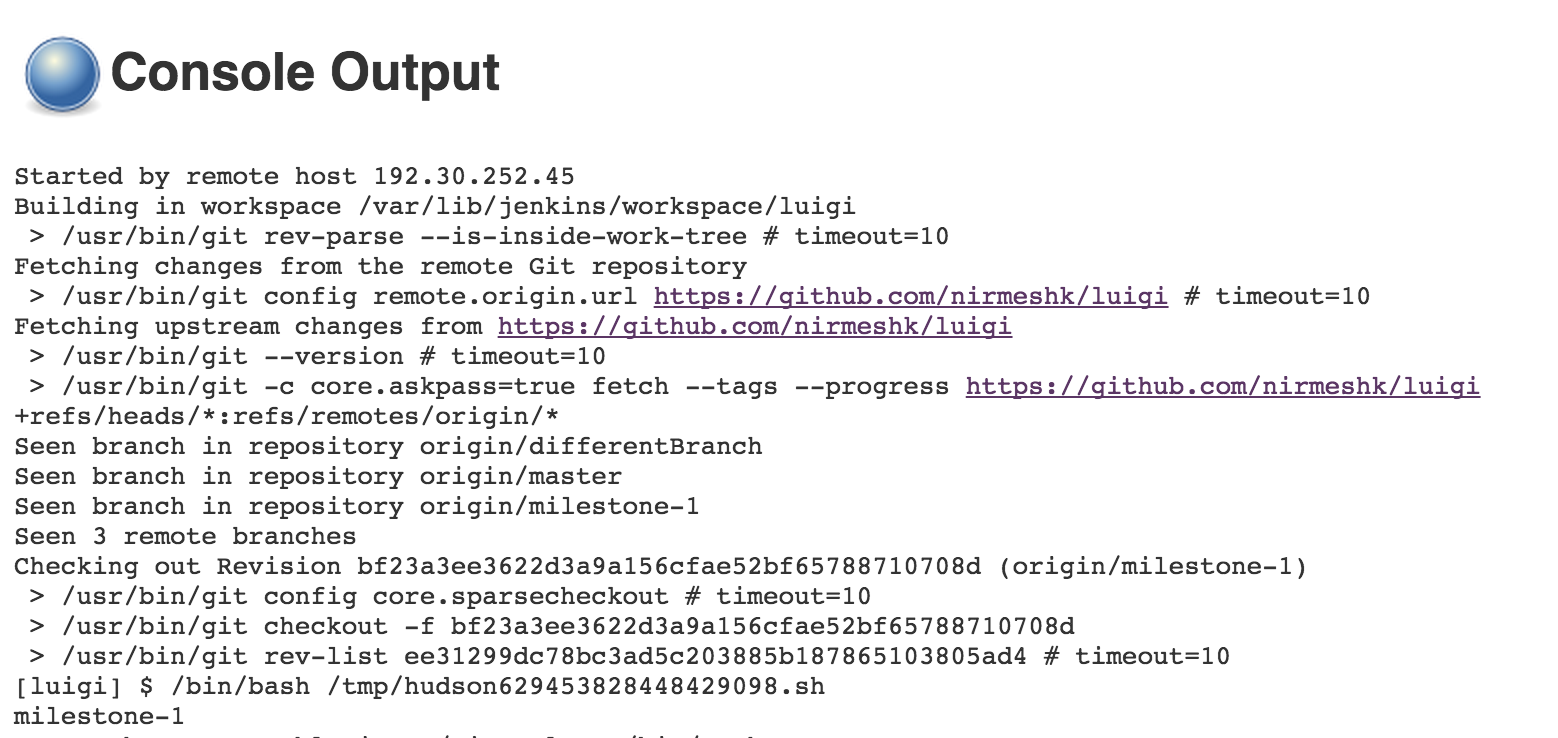 Console Output
Started by remote host 192.30.252.45
Building in workspace /var/lib/jenkins/workspace/luigi
 > /usr/bin/git rev-parse --is-inside-work-tree # timeout=10
Fetching changes from the remote Git repository
 > /usr/bin/git config remote.origin.url https://github.com/nirmeshk/luigi # timeout=10
Fetching upstream changes from https://github.com/nirmeshk/luigi
 > /usr/bin/git --version # timeout=10
 > /usr/bin/git -c core.askpass=true fetch --tags --progress https://github.com/nirmeshk/luigi
+refs/heads/*:refs/remotes/origin/*
Seen branch in repository origin/differentBranch
Seen branch in repository origin/master
Seen branch in repository origin/milestone-1
Seen 3 remote branches
Checking out Revision bf23a3ee3622d3a9a156cfae52bf65788710708d (origin/milestone-1)
 > /usr/bin/git config core.sparsecheckout # timeout=10
 > /usr/bin/git checkout -f bf23a3ee3622d3a9a156cfae52bf65788710708d
 > /usr/bin/git rev-list ee31299dc78bc3ad5c203885b187865103805ad4 # timeout=10
[luigi] $ /bin/bash /tmp/hudson629453828448429098.sh
milestone-1